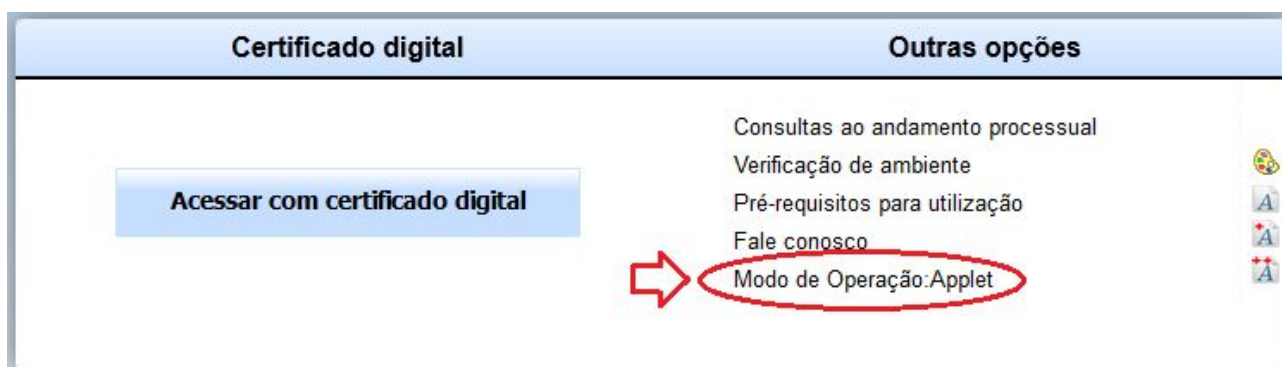 Certificado digital
Outras opções
Acessar com certificado digital
Consultas ao andamento processual
Verificação de ambiente
Pré-requisitos para utilização
Fale conosco
Modo de Operação:Applet
A
+A
++A